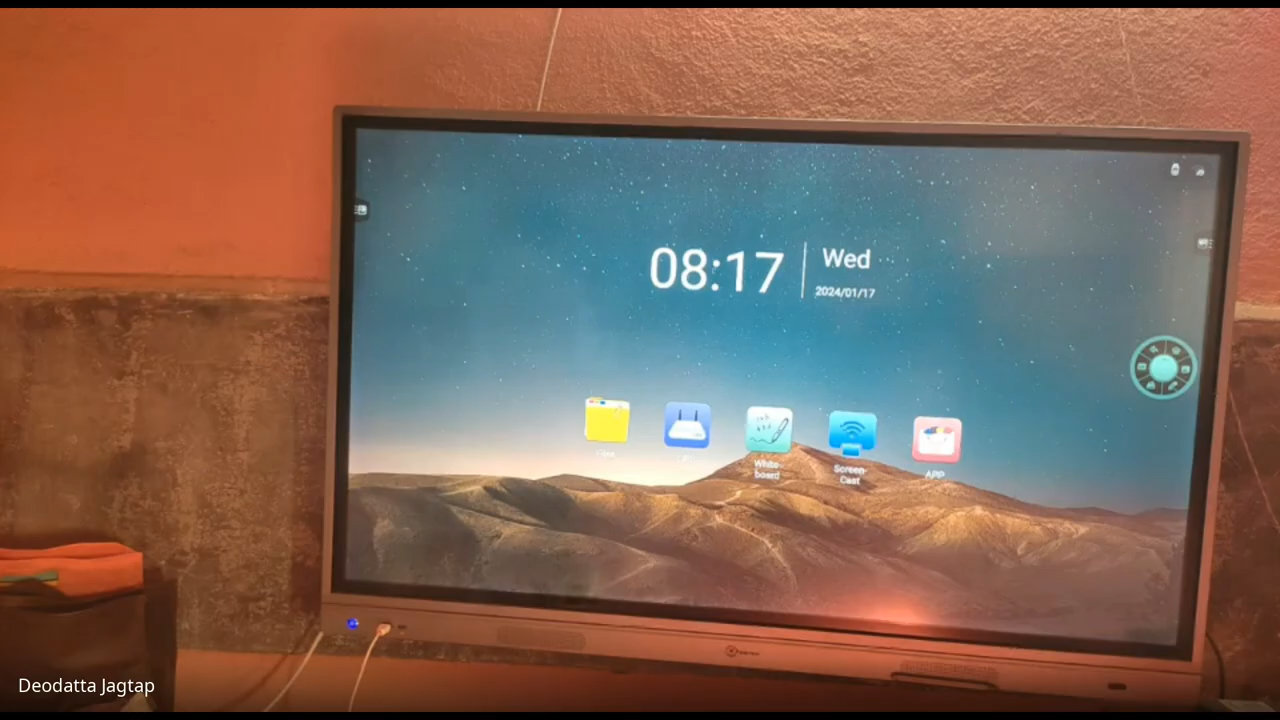 08:17
Wed
2024/01/17
White-
board
Screen-
Cast
APP
Deodatta Jagtap